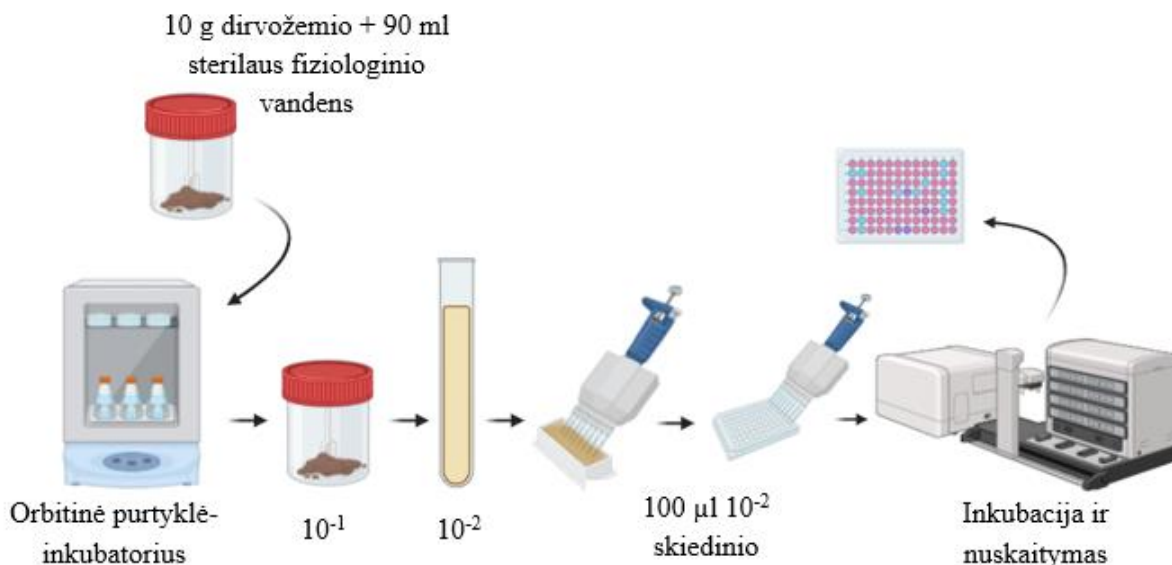 10 g dirvožemio + 90 ml
sterilaus fiziologinio
vandens
Orbitinė purtyklė-
inkubatorius
10⁻¹
10⁻²
100 µl 10⁻²
skiedinio
Inkubacija ir
nuskaitymas